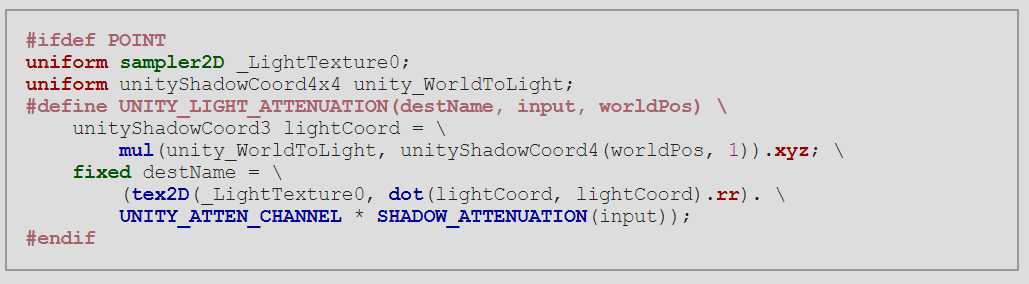 #ifdef POINT
uniform sampler2D _LightTexture0;
uniform unityShadowCoord4x4 unity_WorldToLight;
#define UNITY_LIGHT_ATTENUATION(destName, input, worldPos) \
    unityShadowCoord3 lightCoord = \
        mul(unity_WorldToLight, unityShadowCoord4(worldPos, 1)).xyz; \
    fixed destName = \
        (tex2D(_LightTexture0, dot(lightCoord, lightCoord).rr). \
        UNITY_ATTEN_CHANNEL * SHADOW_ATTENUATION(input));
#endif